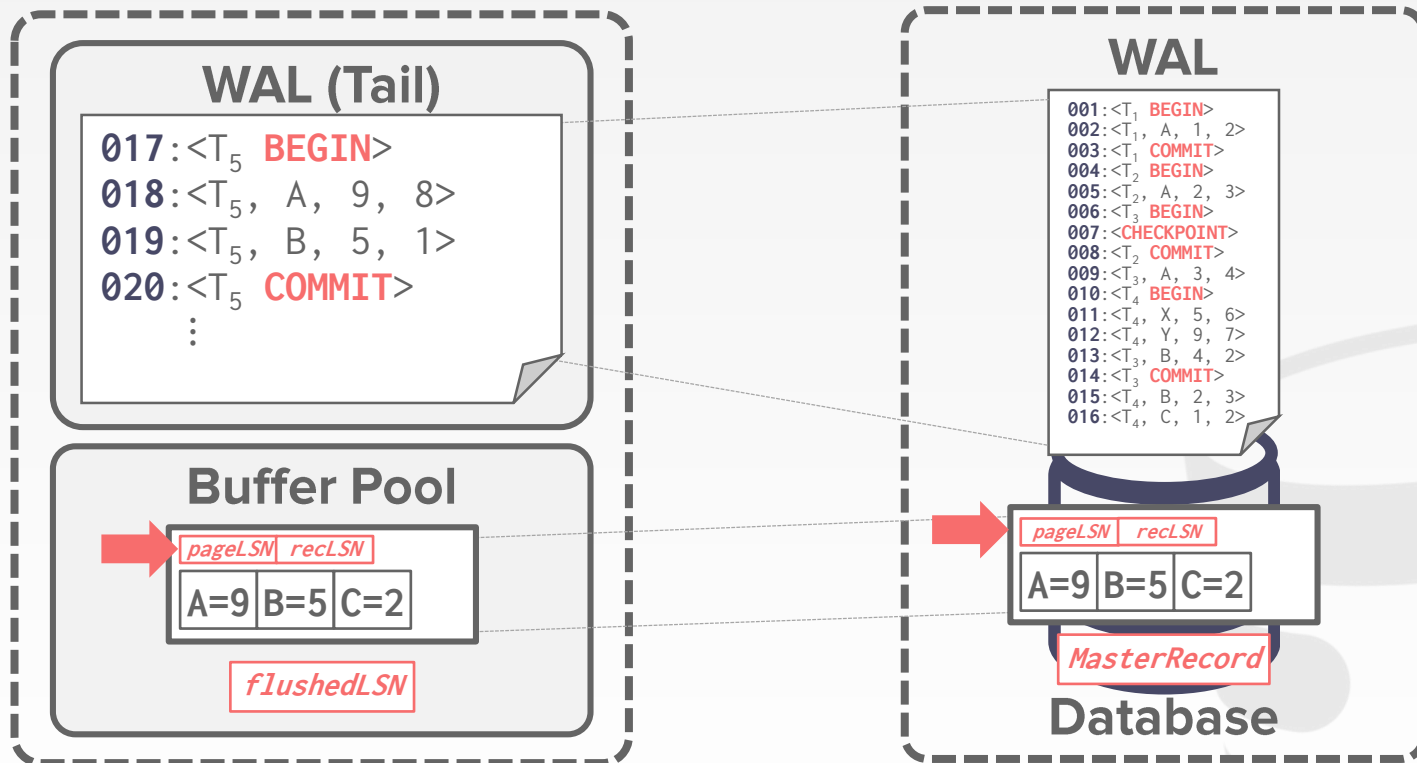 WAL (Tail)
017:<T5 BEGIN>
018:<T5, A, 9, 8>
019:<T5, B, 5, 1>
020:<T5 COMMIT>
⋮
Buffer Pool
pageLSN recLSN
A=9 B=5 C=2
flushedLSN
WAL
001:<T1 BEGIN>
002:<T1, A, 1, 2>
003:<T1 COMMIT>
004:<T2 BEGIN>
005:<T2, A, 2, 3>
006:<T3 BEGIN>
007:<CHECKPOINT>
008:<T2 COMMIT>
009:<T3, A, 3, 4>
010:<T4 BEGIN>
011:<T4, X, 5, 6>
012:<T4, Y, 9, 7>
013:<T3, B, 4, 2>
014:<T3 COMMIT>
015:<T4, B, 2, 3>
016:<T4, C, 1, 2>
pageLSN recLSN
A=9 B=5 C=2
MasterRecord
Database